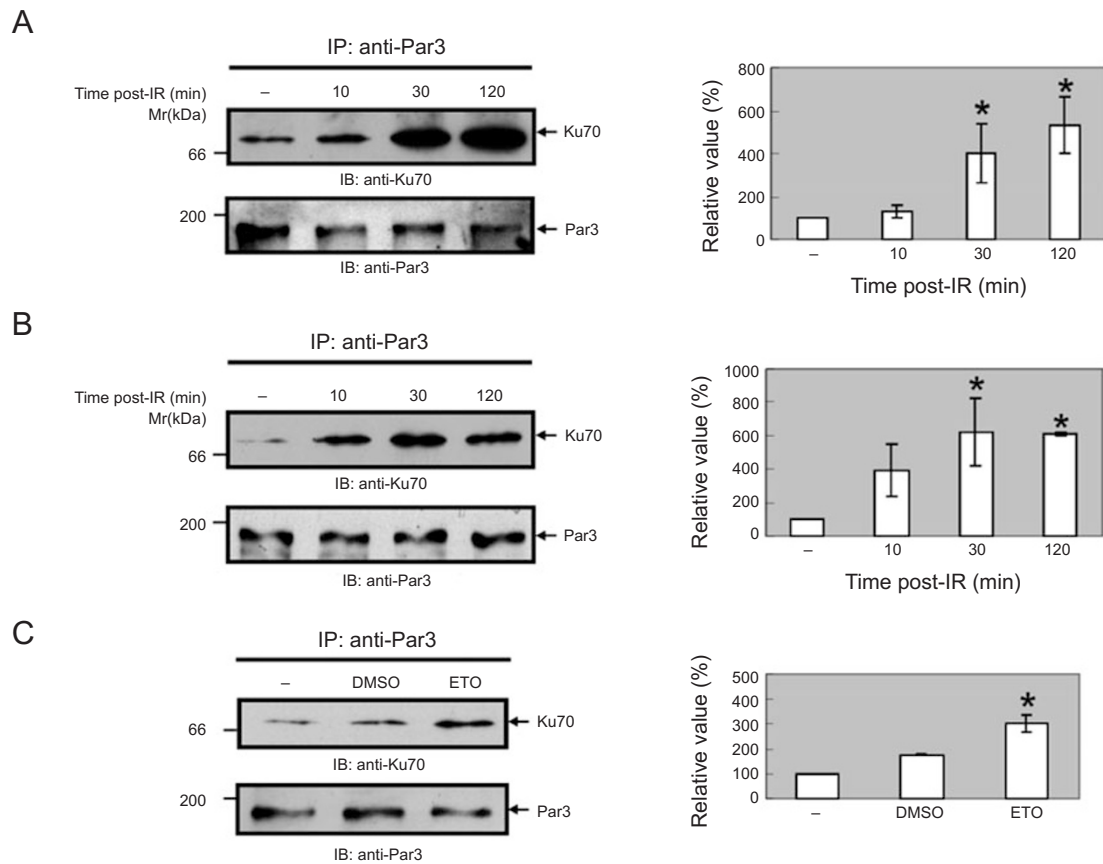 A
IP: anti-Par3
Time post-IR (min) – 10 30 120
Mr(kDa)
Ku70
66
IB: anti-Ku70
200
Par3
IB: anti-Par3
Relative value (%)
800
600
400
200
0
* *
– 10 30 120
Time post-IR (min)
B
IP: anti-Par3
Time post-IR (min) – 10 30 120
Mr(kDa)
Ku70
66
IB: anti-Ku70
200
Par3
IB: anti-Par3
Relative value (%)
1000
800
600
400
200
0
* *
– 10 30 120
Time post-IR (min)
C
IP: anti-Par3
– DMSO ETO
Ku70
66
IB: anti-Ku70
200
Par3
IB: anti-Par3
Relative value (%)
500
400
300
200
100
0
*
– DMSO ETO